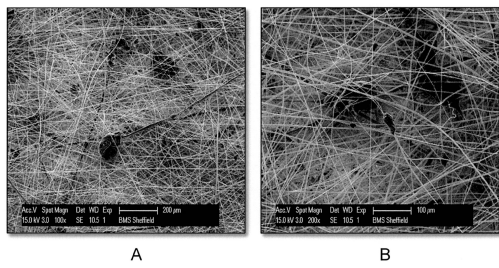 Acc.V Spot Magn Det WD Exp 200 µm
15.0 kV 3.0 100x SE 10.5 1 BMS Sheffield
Acc.V Spot Magn Det WD Exp 100 µm
15.0 kV 3.0 200x SE 10.5 1 BMS Sheffield
A
B